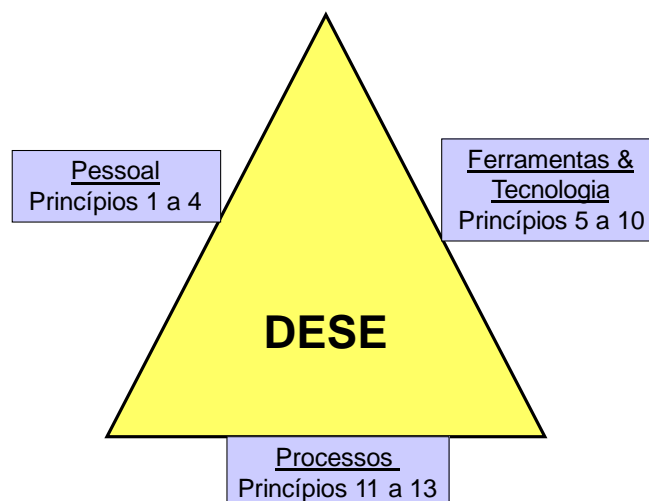 Pessoal
Princípios 1 a 4
Ferramentas &
Tecnologia
Princípios 5 a 10
DESE
Processos
Princípios 11 a 13